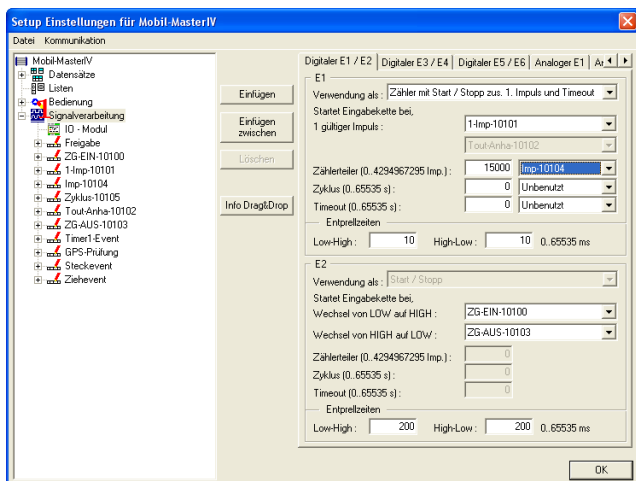 Setup Einstellungen für Mobil-MasterIV
Datei Kommunikation
Mobil-MasterIV
Datensätze
Listen
Bedienung
Signalverarbeitung
IO - Modul
Freigabe
ZG-EIN-10100
1-Imp-10101
Imp-10104
Zyklus-10105
Tout-Anha-10102
ZG-AUS-10103
Timer1-Event
GPS-Prüfung
Steckevent
Ziehevent
Einfügen
Einfügen
zwischen
Löschen
Info Drag&Drop
Digitaler E1 / E2 Digitaler E3 / E4 Digitaler E5 / E6 Analoger E1
E1
Verwendung als : Zähler mit Start / Stopp zus. 1. Impuls und Timeout
Startet Eingabekette bei,
1 gültiger Impuls : 1-Imp-10101
Tout-Anha-10102
Zählerteiler (0..4294967295 Imp.) : 15000 Imp-10104
Zyklus (0..65535 s) : 0 Unbenutzt
Timeout (0..65535 s) : 0 Unbenutzt
Entprellzeiten
Low-High : 10 High-Low : 10 0..65535 ms
E2
Verwendung als : Start / Stopp
Startet Eingabekette bei,
Wechsel von LOW auf HIGH : ZG-EIN-10100
Wechsel von HIGH auf LOW : ZG-AUS-10103
Zählerteiler (0..4294967295 Imp.) : 0
Zyklus (0..65535 s) : 0
Timeout (0..65535 s) : 0
Entprellzeiten
Low-High : 200 High-Low : 200 0..65535 ms
OK